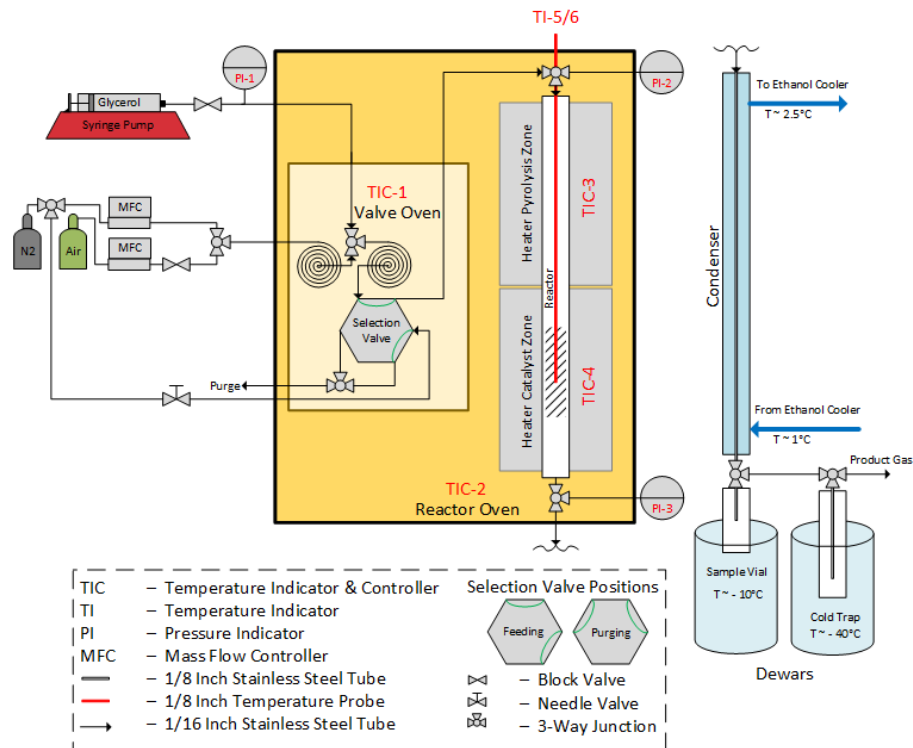 TI-5/6
PI-1
PI-2
Glycerol
Syringe Pump
To Ethanol Cooler
T~ 2.5°C
TIC-1
Valve Oven
MFC
MFC
N2
Air
Heater Pyrolysis Zone
TIC-3
Reactor
Condenser
Selection
Valve
Heater Catalyst Zone
TIC-4
Purge
From Ethanol Cooler
T ~ 1°C
Product Gas
TIC-2
Reactor Oven
PI-3
Sample Vial
T~ - 10°C
Cold Trap
T~ - 40°C
Dewars
TIC – Temperature Indicator & Controller
TI – Temperature Indicator
PI – Pressure Indicator
MFC – Mass Flow Controller
– 1/8 Inch Stainless Steel Tube
– 1/8 Inch Temperature Probe
– 1/16 Inch Stainless Steel Tube
Selection Valve Positions
Feeding
Purging
– Block Valve
– Needle Valve
– 3-Way Junction